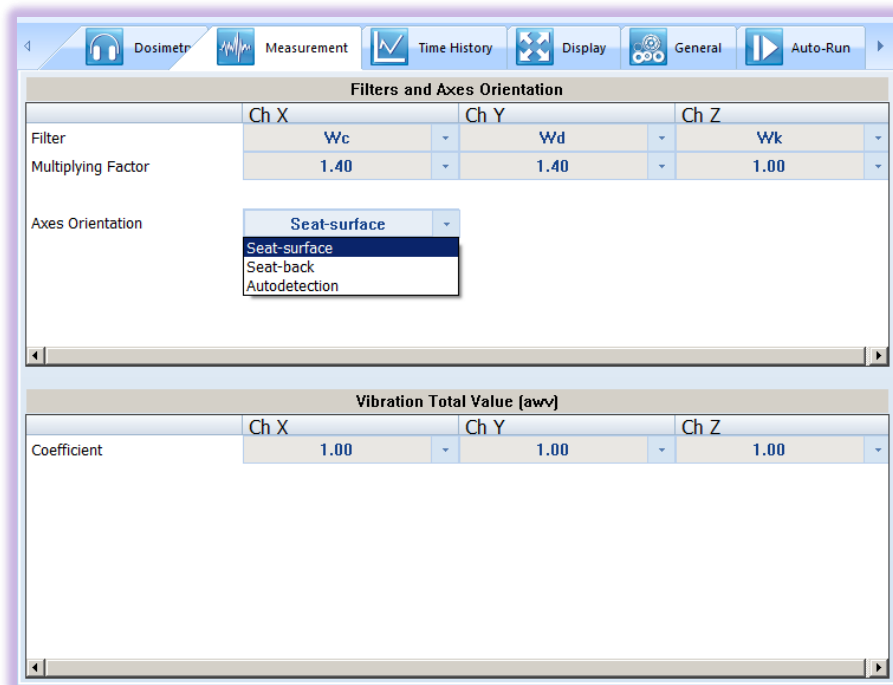 Dosimetr Measurement Time History Display General Auto-Run
Filters and Axes Orientation
Ch X Ch Y Ch Z
Filter Wc Wd Wk
Multiplying Factor 1.40 1.40 1.00
Axes Orientation Seat-surface
Seat-surface
Seat-back
Autodetection
Vibration Total Value (awv)
Ch X Ch Y Ch Z
Coefficient 1.00 1.00 1.00